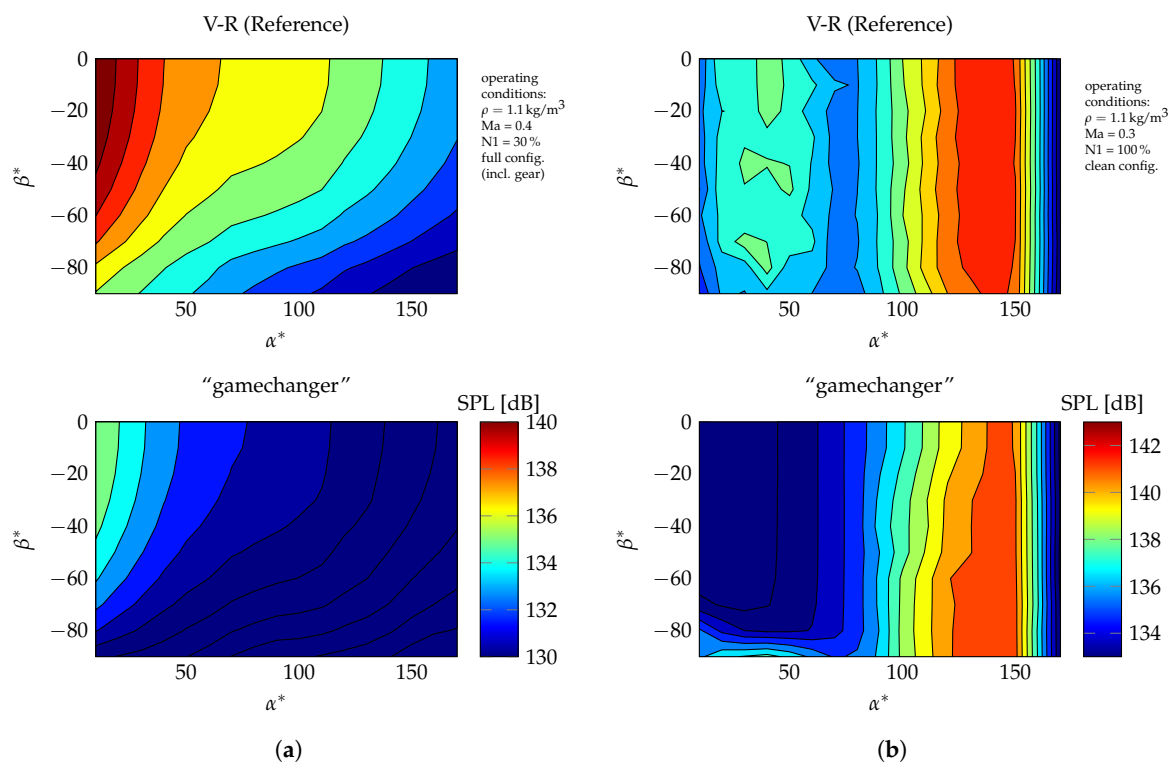 V-R (Reference)
0
−20
−40
−60
−80
β*
50
100
150
α*
operating
conditions:
ρ = 1.1 kg/m³
Ma = 0.4
N1 = 30 %
full config.
(incl. gear)
V-R (Reference)
0
−20
−40
−60
−80
β*
50
100
150
α*
operating
conditions:
ρ = 1.1 kg/m³
Ma = 0.3
N1 = 100 %
clean config.
“gamechanger”
0
−20
−40
−60
−80
β*
50
100
150
α*
SPL [dB]
140
138
136
134
132
130
“gamechanger”
0
−20
−40
−60
−80
β*
50
100
150
α*
SPL [dB]
142
140
138
136
134
(a)
(b)